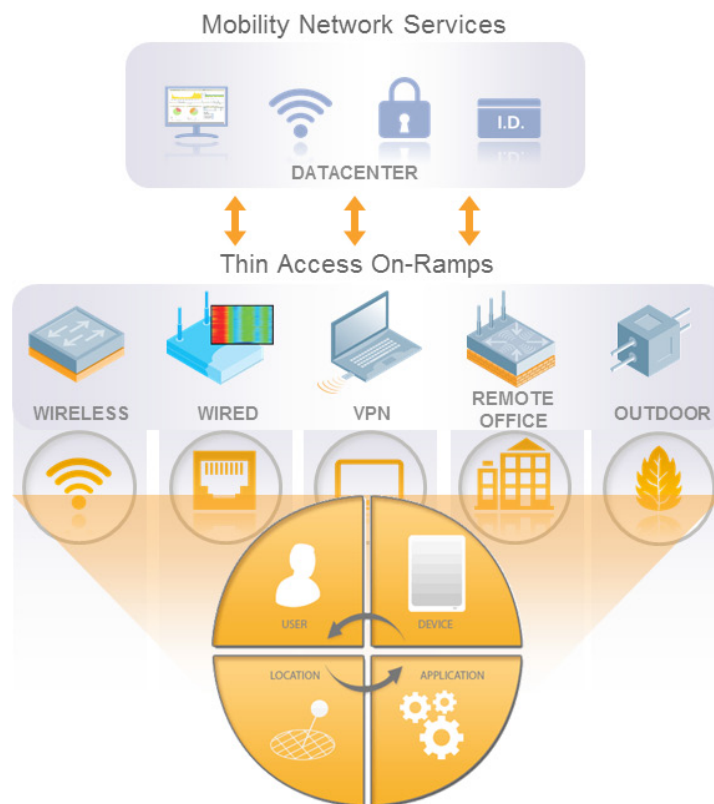 Mobility Network Services
I.D.
DATACENTER
Thin Access On-Ramps
WIRELESS
WIRED
VPN
REMOTE
OFFICE
OUTDOOR
USER
DEVICE
LOCATION
APPLICATION